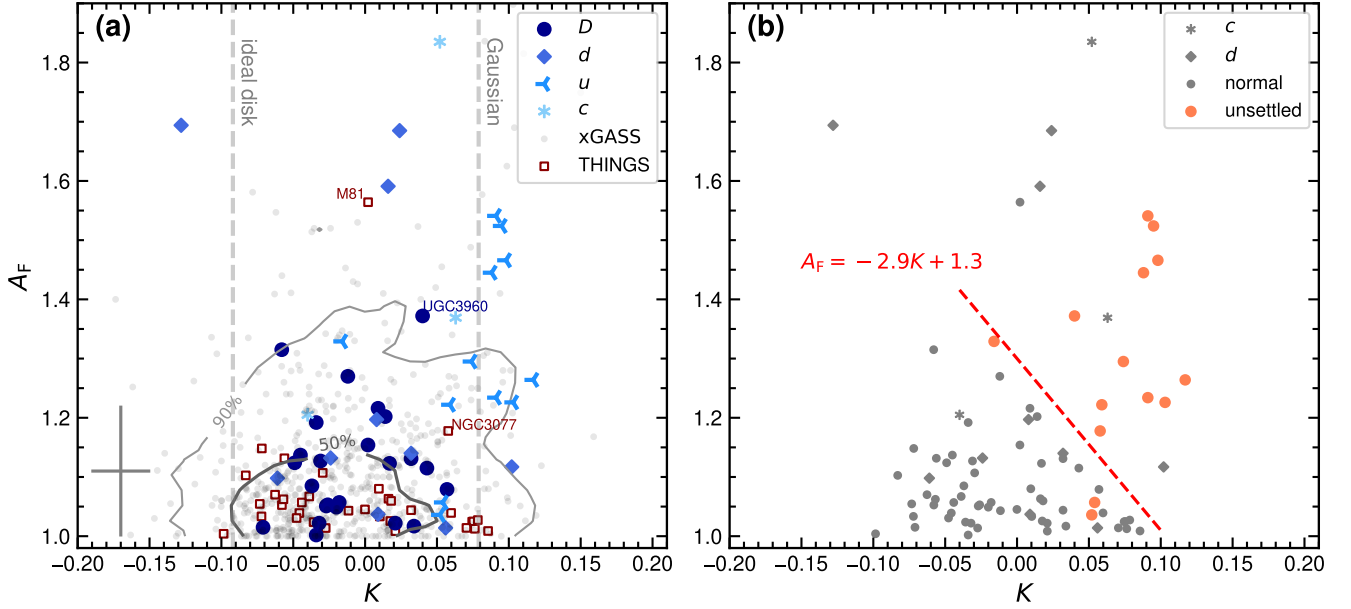 (a)
ideal disk
Gaussian
D
d
u
c
xGASS
THINGS
M81
UGC3960
NGC3077
90%
50%
1.8
1.6
1.4
1.2
1.0
A_F
−0.20 −0.15 −0.10 −0.05 0.00 0.05 0.10 0.15 0.20
K
(b)
c
d
normal
unsettled
A_F = −2.9K + 1.3
1.8
1.6
1.4
1.2
1.0
−0.20 −0.15 −0.10 −0.05 0.00 0.05 0.10 0.15 0.20
K